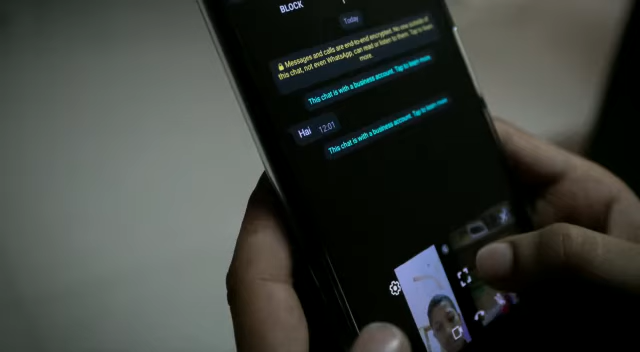 BLOCK
Today
Messages and calls are end-to-end encrypted. No one outside of
this chat, not even WhatsApp, can read or listen to them. Tap to learn
more.
This chat is with a business account. Tap to learn more.
Hai 12:01
This chat is with a business account. Tap to learn more.